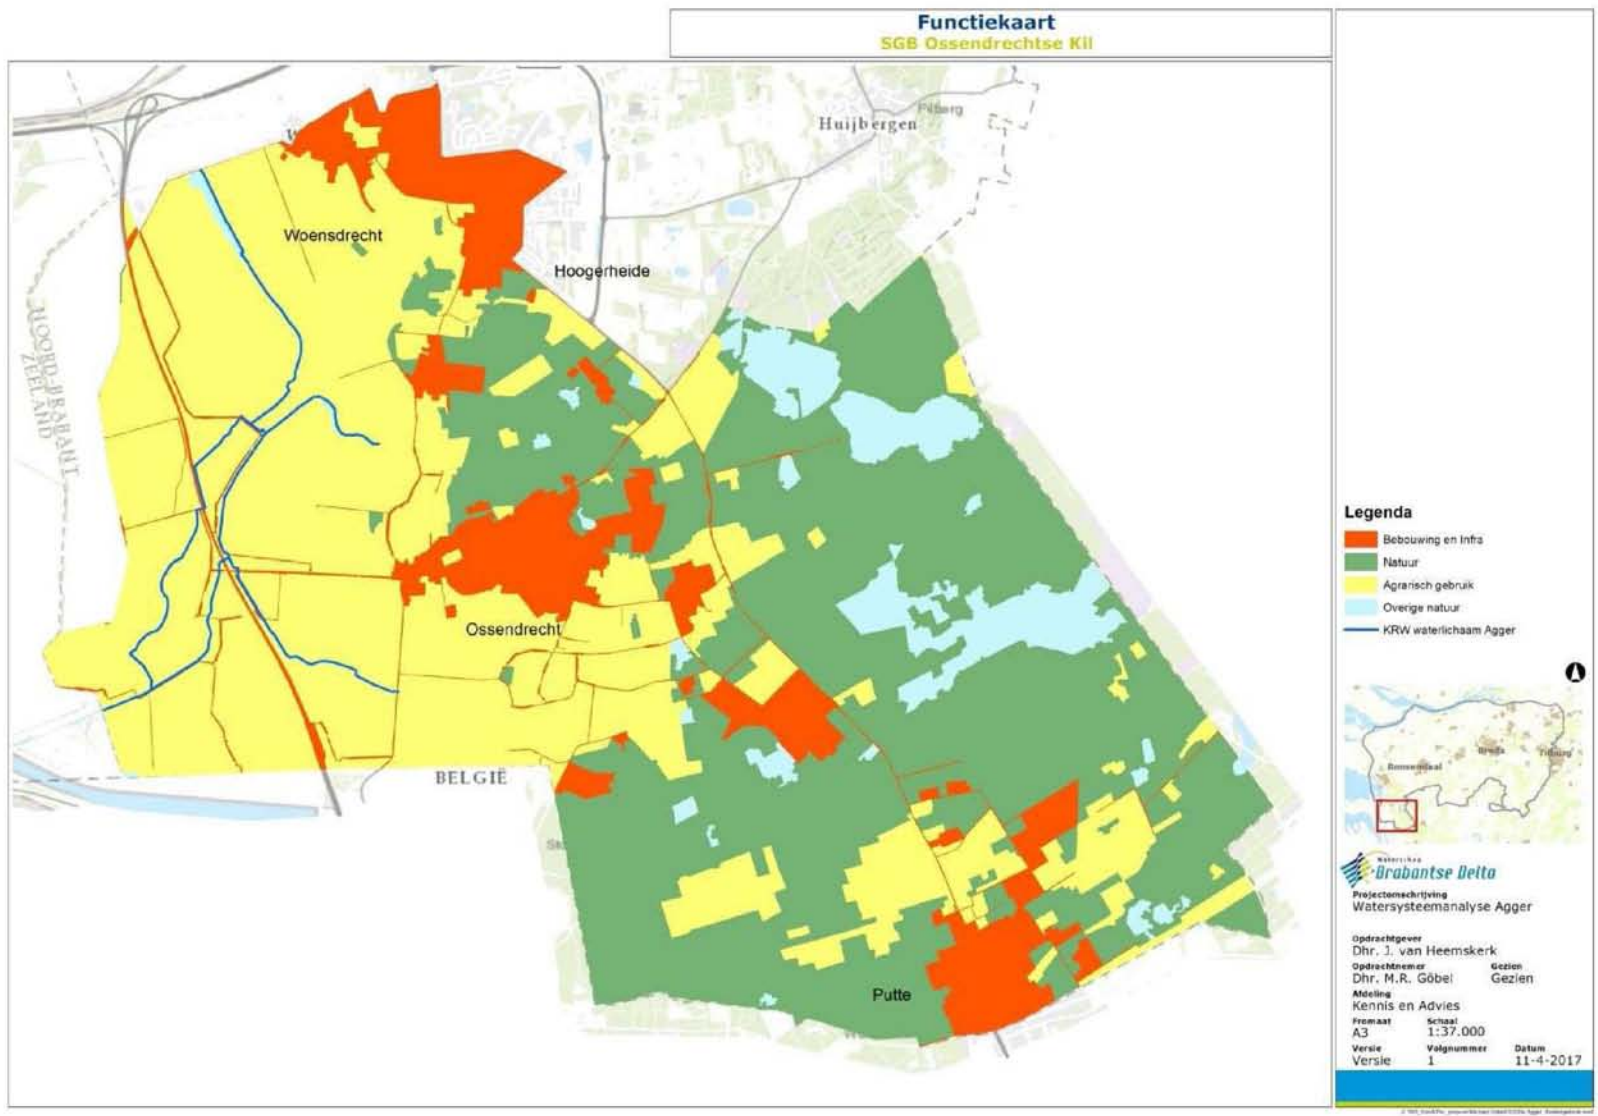 Functiekaart
SGB Ossendrechtse Kil
Huijbergen
Pilberg
Woensdrecht
Hoogerheide
NOORD-BRABANT
ZEELAND
Ossendrecht
BELGIË
Putte
Legenda
Bebouwing en Infra
Natuur
Agrarisch gebruik
Overige natuur
KRW waterlichaam Agger
Roosendaal
Breda
Tilburg
Waterschap
Brabantse Delta
Projectomschrijving
Watersysteemanalyse Agger
Opdrachtgever
Dhr. J. van Heemskerk
Opdrachtnemer Gezien
Dhr. M.R. Göbel Gezien
Afdeling
Kennis en Advies
Fromaat Schaal
A3 1:37.000
Versie Volgnummer Datum
Versie 1 11-4-2017